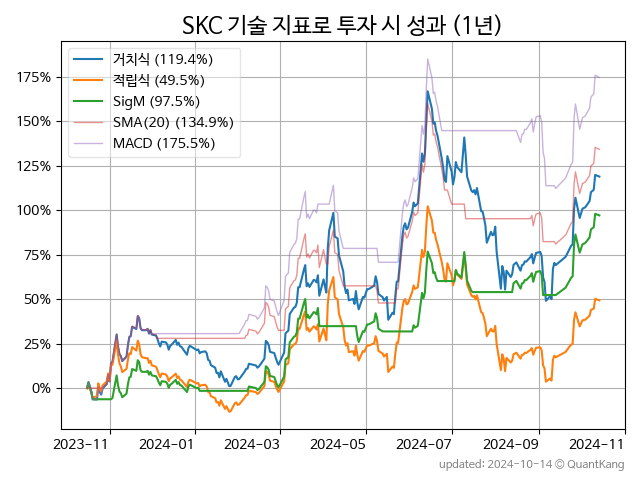 SKC 기술 지표로 투자 시 성과 (1년)
거치식 (119.4%)
적립식 (49.5%)
SigM (97.5%)
SMA(20) (134.9%)
MACD (175.5%)
175%
150%
125%
100%
75%
50%
25%
0%
2023-11 2024-01 2024-03 2024-05 2024-07 2024-09 2024-11
updated: 2024-10-14 © QuantKang